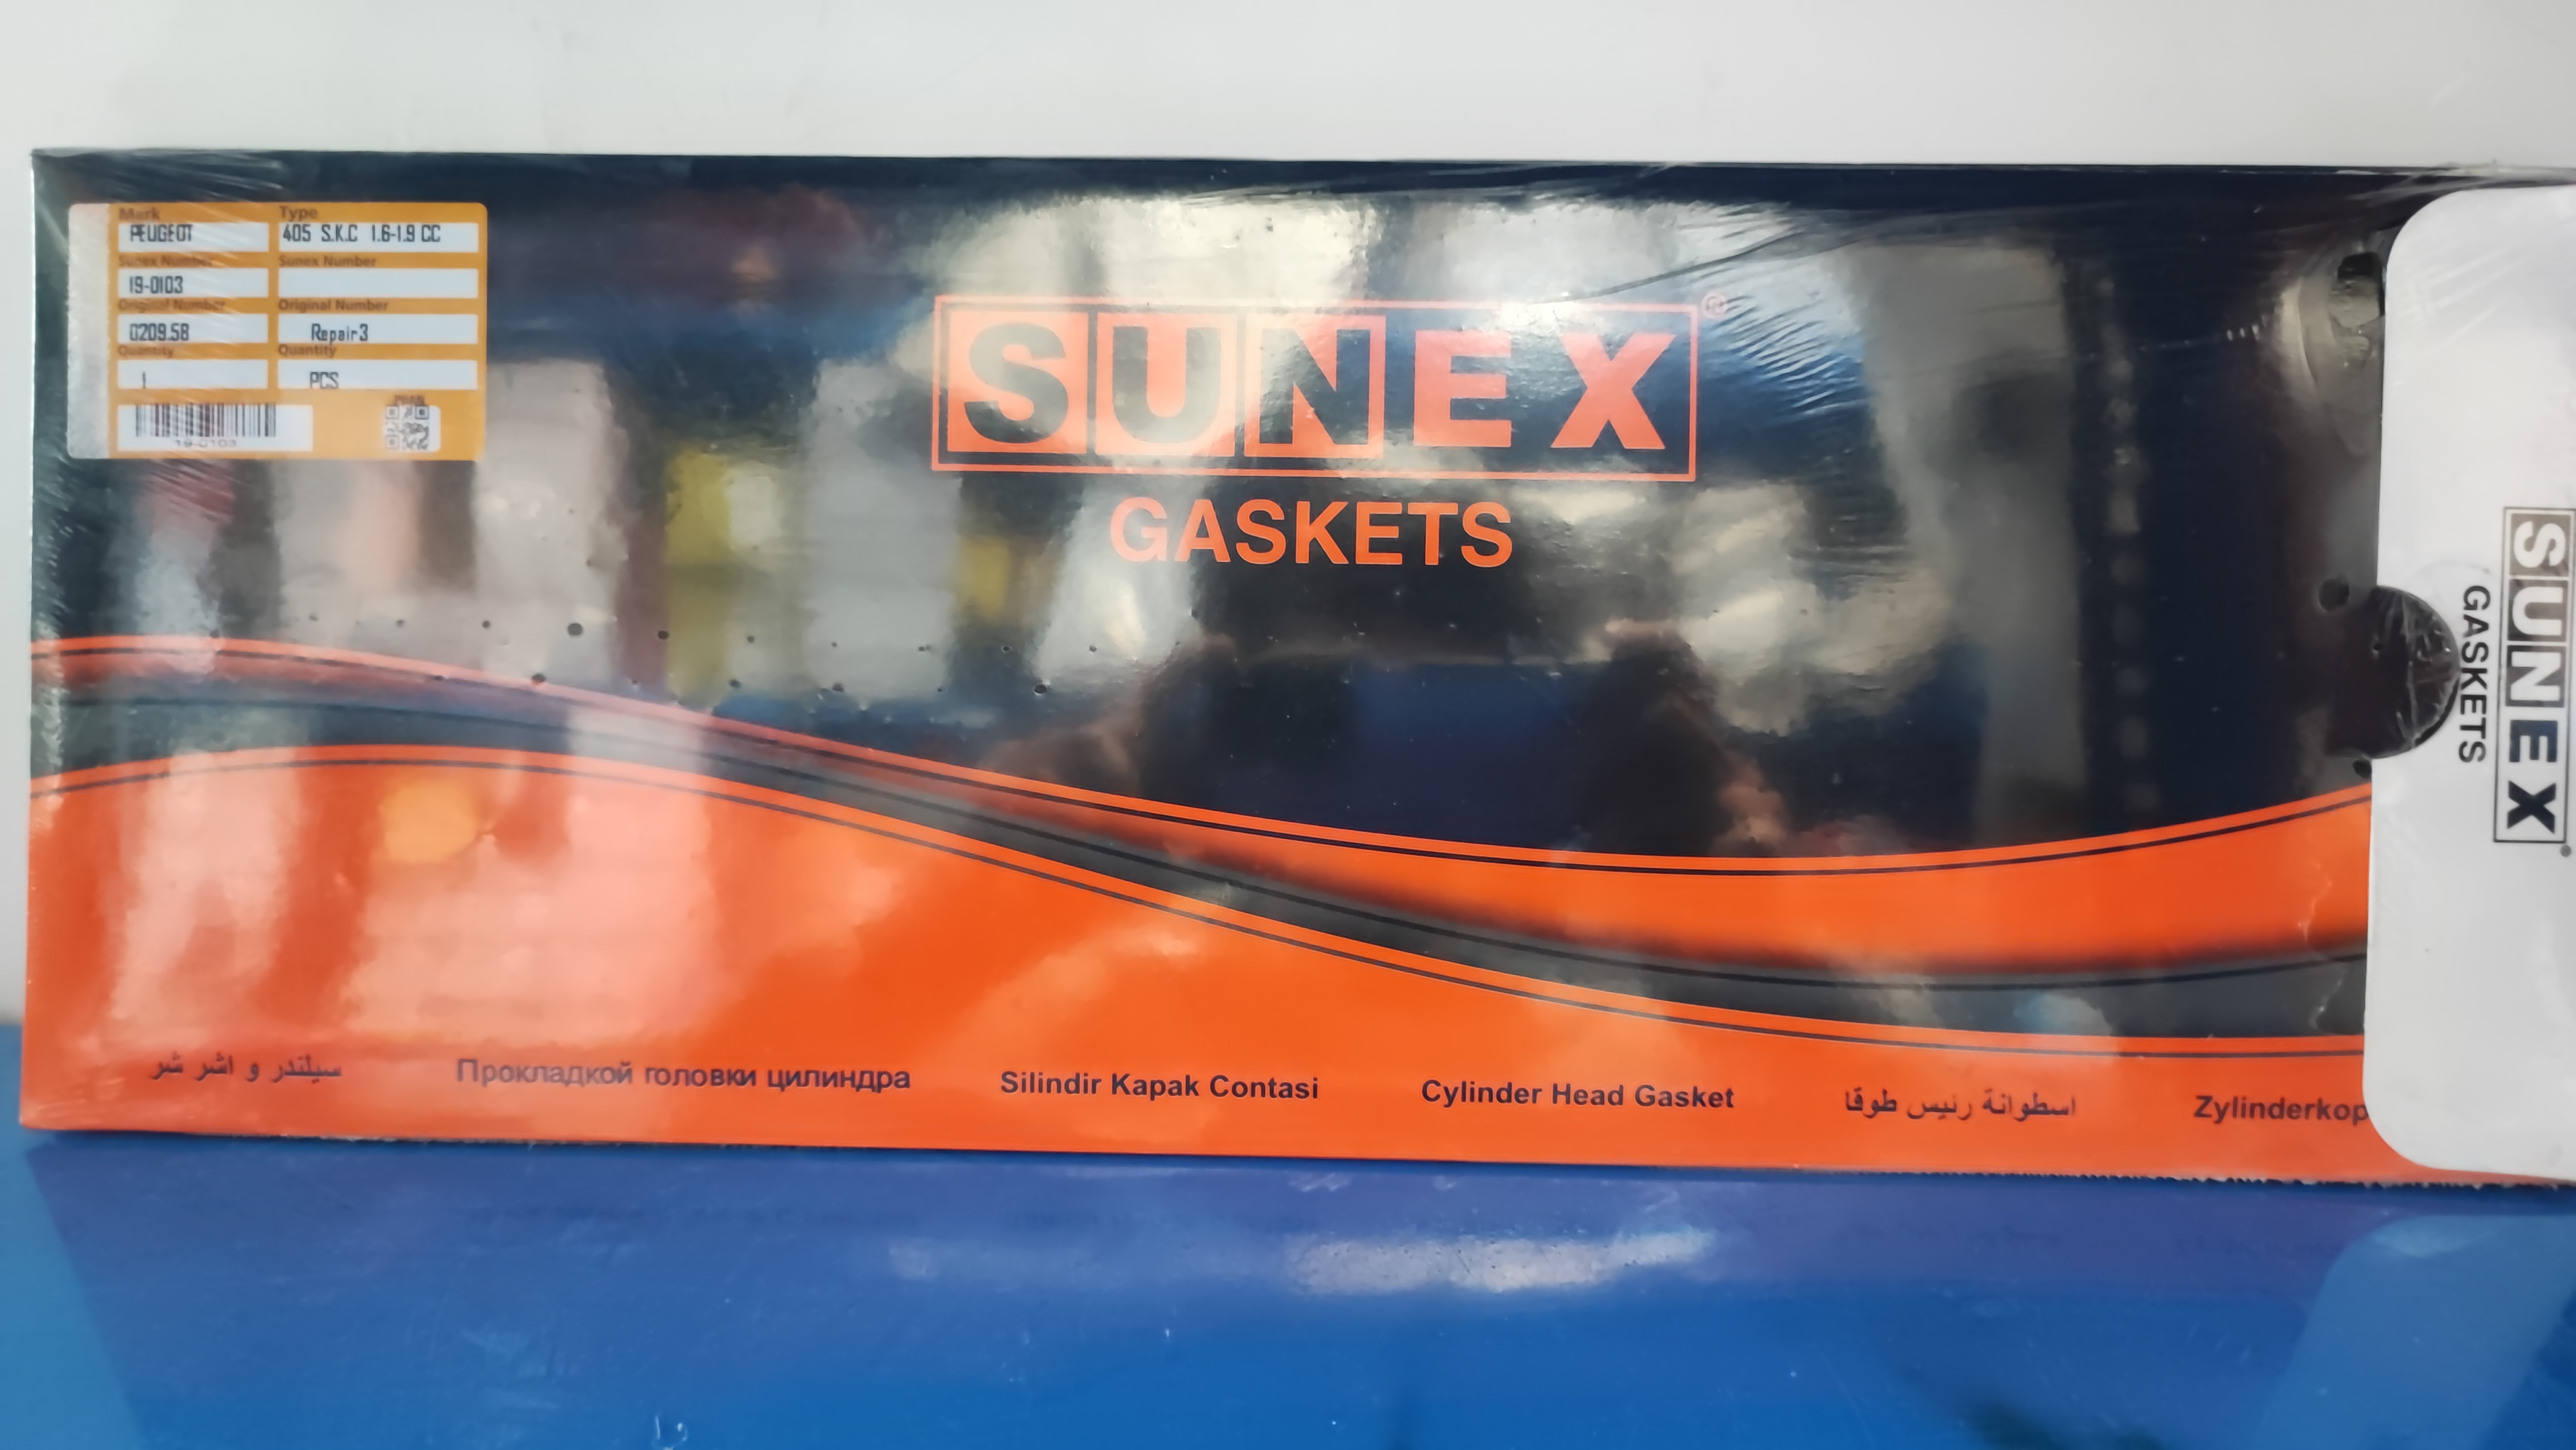 Mark Type
PEUGEOT 405 S.K.C 1.6-1.9 CC
Sunex Number Sunex Number
19-0103
Original Number Original Number
0209.58 Repair3
Quantity Quantity
1 PCS
19-0103
SUNEX®
GASKETS
سیلندر و اشر شر
Прокладкой головки цилиндра
Silindir Kapak Contasi
Cylinder Head Gasket
اسطوانة رئيس طوقا
Zylinderkop
SUNEX
GASKETS